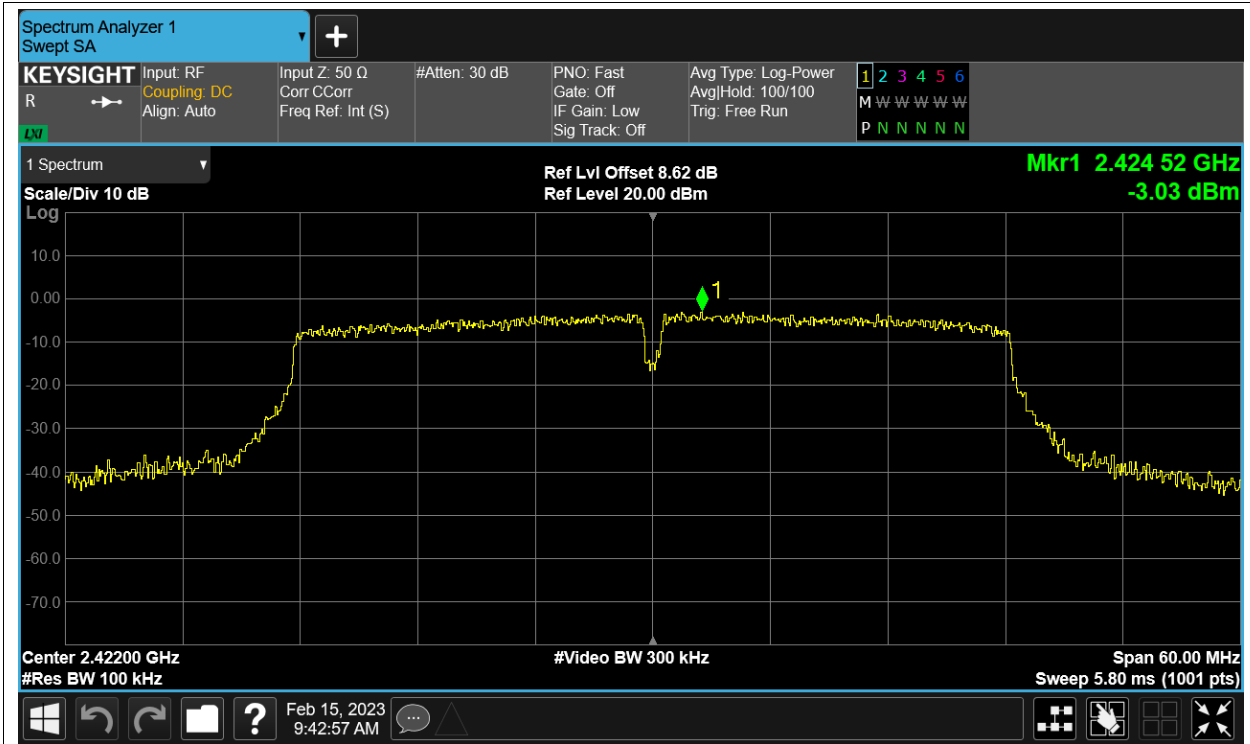 Spectrum Analyzer 1
Swept SA
KEYSIGHT
R
LXI
Input: RF
Coupling: DC
Align: Auto
Input Z: 50 Ω
Corr CCorr
Freq Ref: Int (S)
#Atten: 30 dB
PNO: Fast
Gate: Off
IF Gain: Low
Sig Track: Off
Avg Type: Log-Power
Avg|Hold: 100/100
Trig: Free Run
1 2 3 4 5 6
M W W W W W
P N N N N N
1 Spectrum
Scale/Div 10 dB
Log
Ref Lvl Offset 8.62 dB
Ref Level 20.00 dBm
Mkr1 2.424 52 GHz
-3.03 dBm
10.0
0.00
-10.0
-20.0
-30.0
-40.0
-50.0
-60.0
-70.0
1
Center 2.42200 GHz
#Res BW 100 kHz
#Video BW 300 kHz
Span 60.00 MHz
Sweep 5.80 ms (1001 pts)
?
Feb 15, 2023
9:42:57 AM